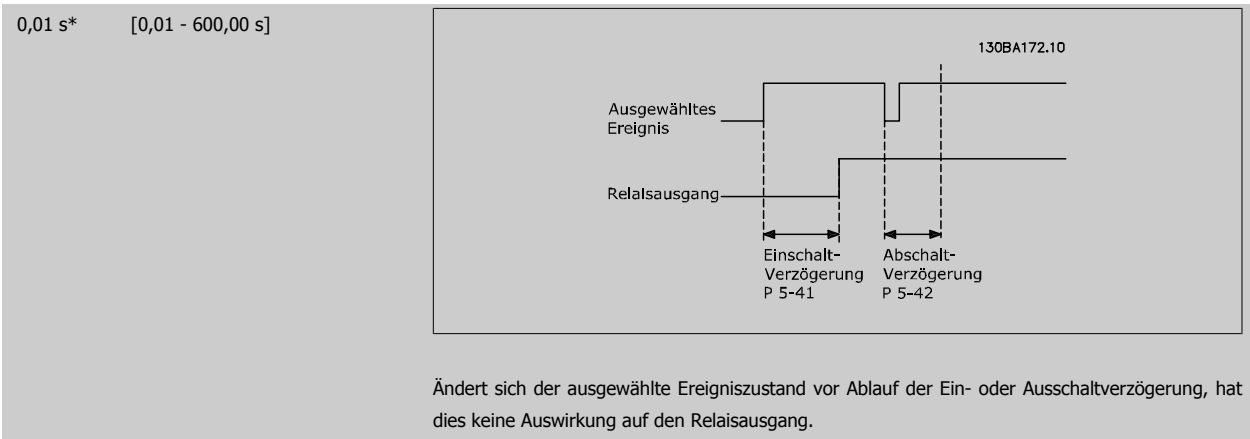 0,01 s* [0,01 - 600,00 s]
130BA172.10
Ausgewähltes
Ereignis
Relaisausgang
Einschalt-
Verzögerung
P 5-41
Abschalt-
Verzögerung
P 5-42
Ändert sich der ausgewählte Ereigniszustand vor Ablauf der Ein- oder Ausschaltverzögerung, hat
dies keine Auswirkung auf den Relaisausgang.